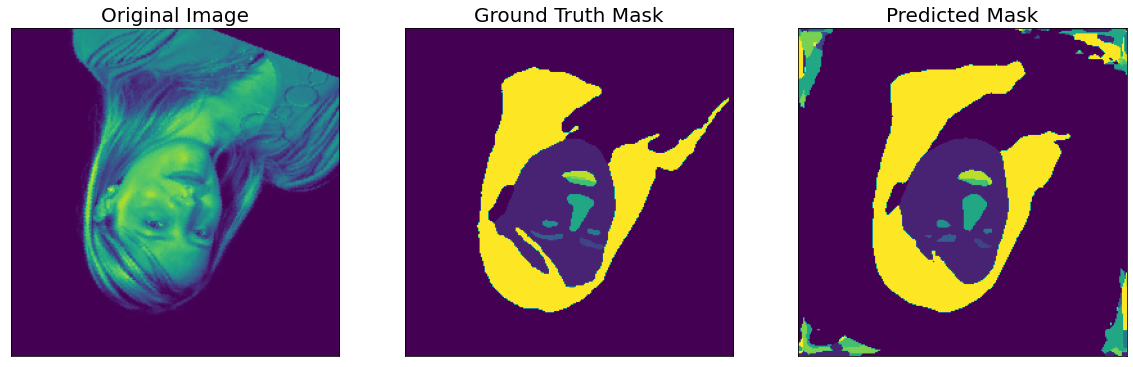 Original Image
Ground Truth Mask
Predicted Mask